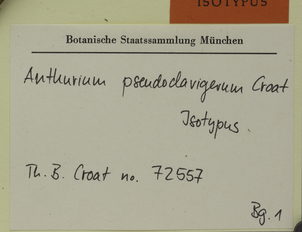 ISOTYPUS
Botanische Staatssammlung München
Anthurium pseudoclavigerum Croat
Isotypus.
Th. B. Croat no. 72557
Bg. 1